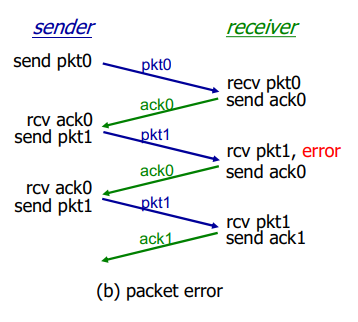 sender receiver
send pkt0
pkt0
recv pkt0
send ack0
ack0
rcv ack0
send pkt1
pkt1
rcv pkt1, error
send ack0
ack0
rcv ack0
send pkt1
pkt1
rcv pkt1
send ack1
ack1
(b) packet error